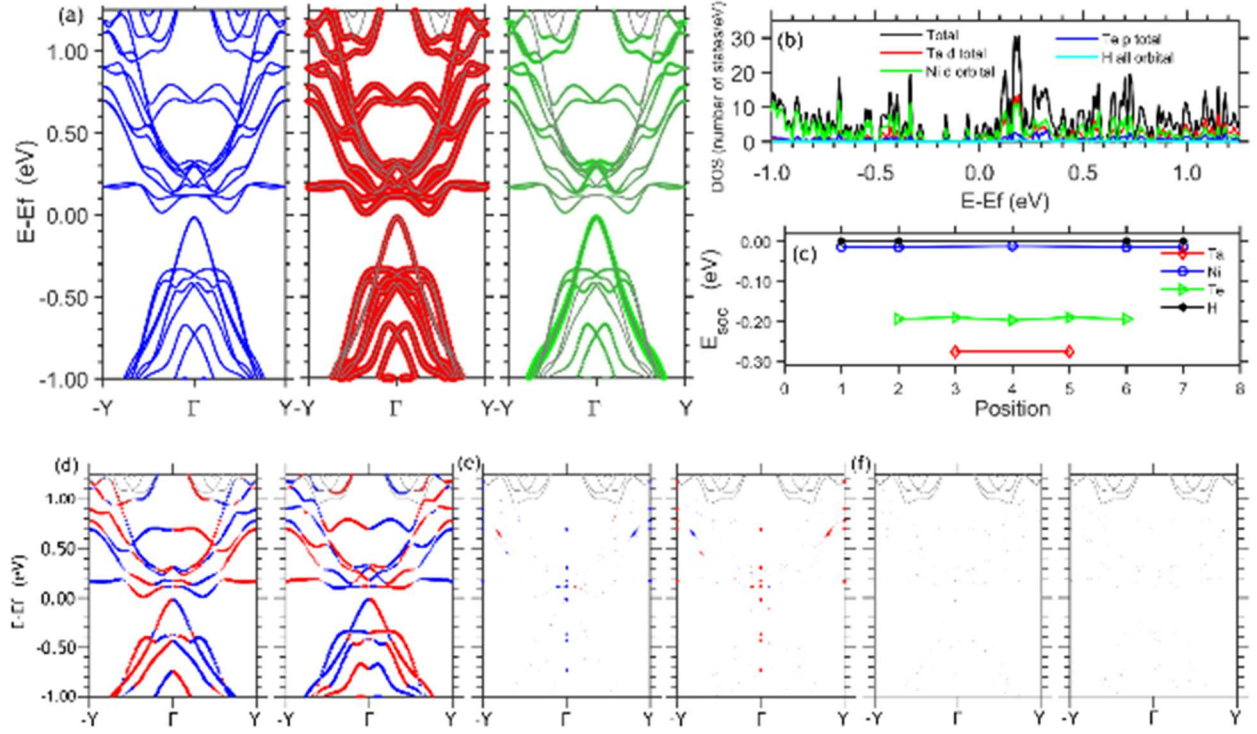 (a)
E-Ef (eV)
1.00
0.50
0.00
-0.50
-1.00
-Y Γ Y-Y Γ Y-Y Γ Y
(b)
DOS (number of states/eV)
30
20
10
0
Total
Ta d total
Ni d orbital
Te p total
H all orbital
-1.0 -0.5 0.0 0.5 1.0
E-Ef (eV)
(c)
E_soc (eV)
0.00
-0.10
-0.20
-0.30
Ta
Ni
Te
H
0 1 2 3 4 5 6 7 8
Position
(d)
(e)
(f)
E-Ef (eV)
1.00
0.50
0.00
-0.50
-1.00
-Y Γ Y -Y Γ Y -Y Γ Y -Y Γ Y -Y Γ Y -Y Γ Y